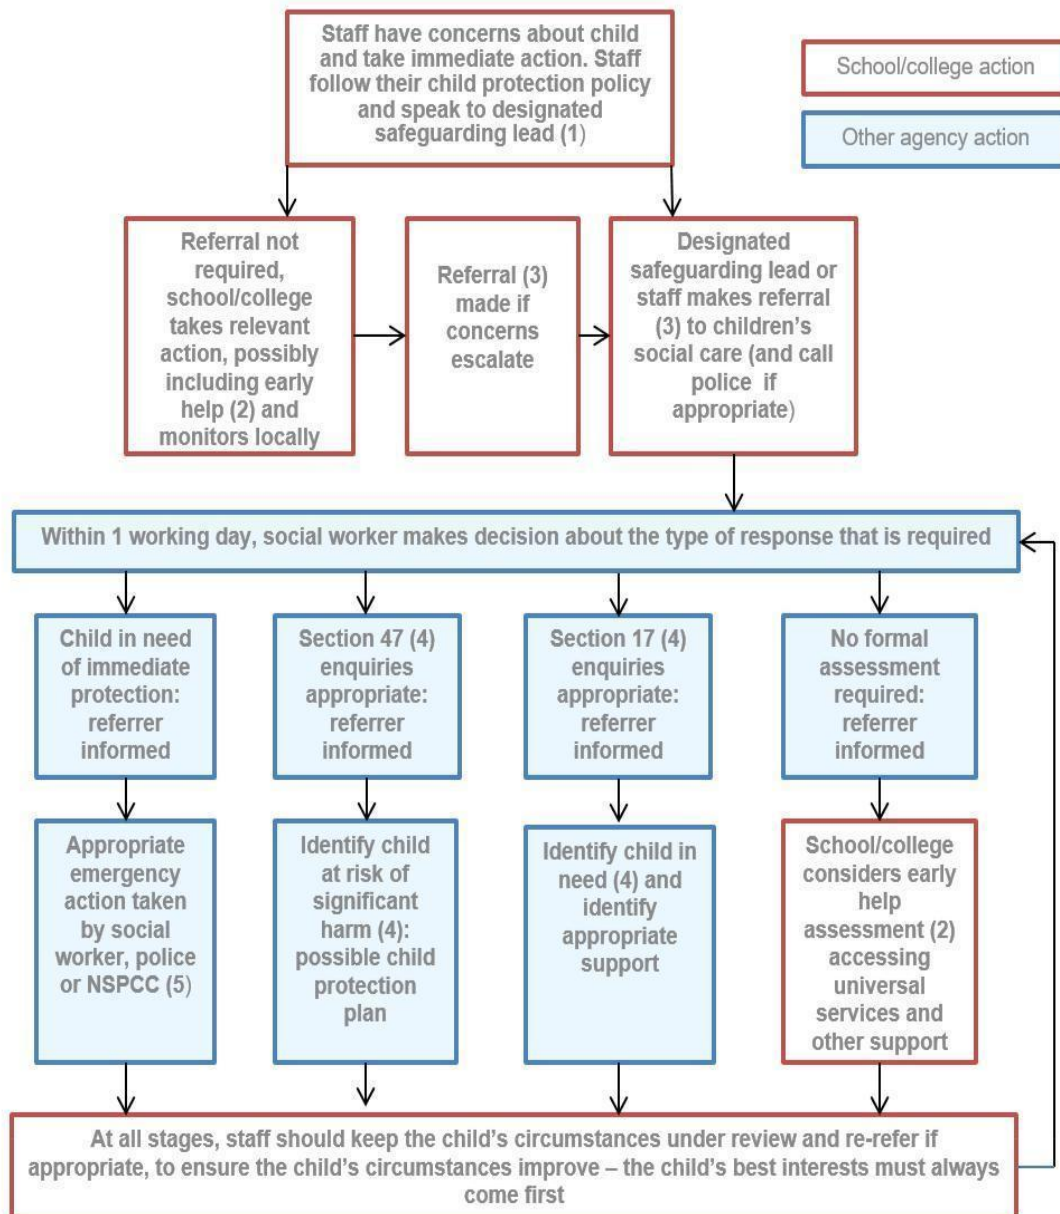 Staff have concerns about child
and take immediate action. Staff
follow their child protection policy
and speak to designated
safeguarding lead (1)
School/college action
Other agency action
Referral not
required,
school/college
takes relevant
action, possibly
including early
help (2) and
monitors locally
Referral (3)
made if
concerns
escalate
Designated
safeguarding lead or
staff makes referral
(3) to children’s
social care (and call
police if
appropriate)
Within 1 working day, social worker makes decision about the type of response that is required
Child in need
of immediate
protection:
referrer
informed
Section 47 (4)
enquiries
appropriate:
referrer
informed
Section 17 (4)
enquiries
appropriate:
referrer
informed
No formal
assessment
required:
referrer
informed
Appropriate
emergency
action taken
by social
worker, police
or NSPCC (5)
Identify child
at risk of
significant
harm (4):
possible child
protection
plan
Identify child in
need (4) and
identify
appropriate
support
School/college
considers early
help
assessment (2)
accessing
universal
services and
other support
At all stages, staff should keep the child’s circumstances under review and re-refer if
appropriate, to ensure the child’s circumstances improve – the child’s best interests must always
come first